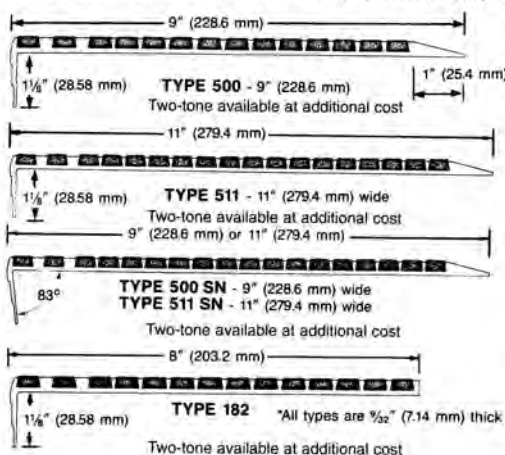 9" (228.6 mm)
1⅛" (28.58 mm)
TYPE 500 - 9" (228.6 mm)
1" (25.4 mm)
Two-tone available at additional cost
11" (279.4 mm)
1⅛" (28.58 mm)
TYPE 511 - 11" (279.4 mm) wide
Two-tone available at additional cost
9" (228.6 mm) or 11" (279.4 mm)
83°
TYPE 500 SN - 9" (228.6 mm) wide
TYPE 511 SN - 11" (279.4 mm) wide
Two-tone available at additional cost
8" (203.2 mm)
1⅛" (28.58 mm)
TYPE 182
*All types are 9/32" (7.14 mm) thick
Two-tone available at additional cost